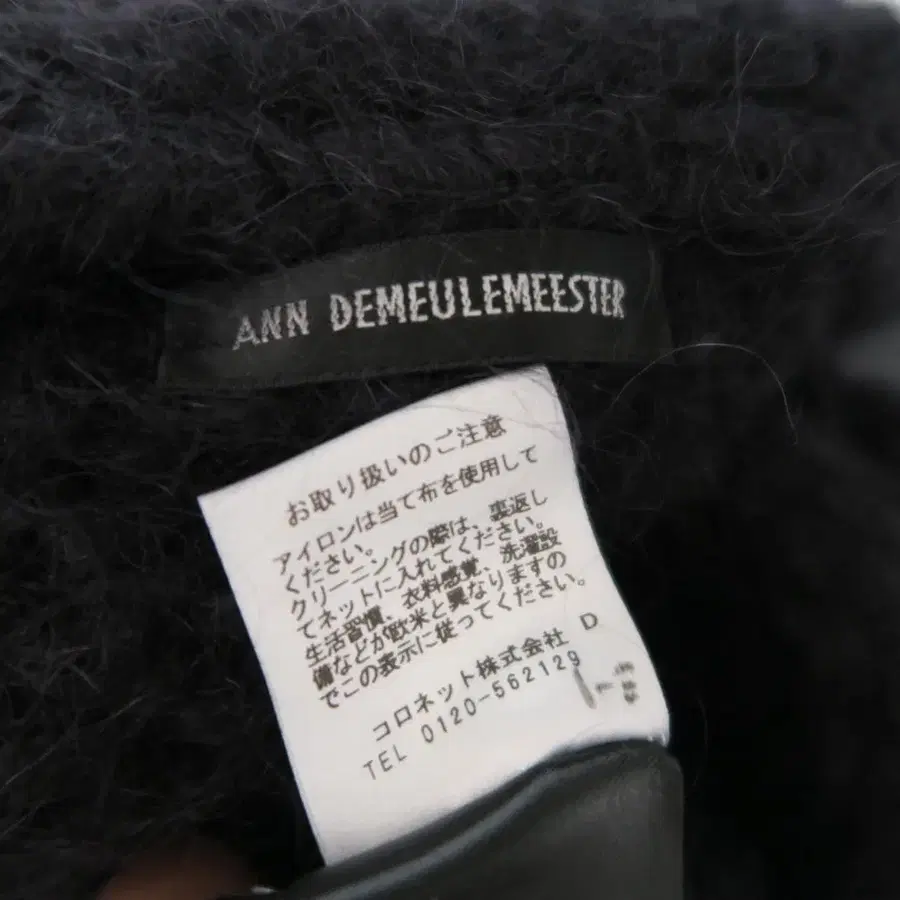 ANN DEMEULEMEESTER
お取り扱いのご注意
アイロンは当て布を使用して
ください。
クリーニングの際は、裏返し
てネットに入れてください。
生活習慣、衣料感覚、洗濯設
備などが欧米と異なりますの
でこの表示に従ってください。
コロネット株式会社 D
TEL 0120-562129